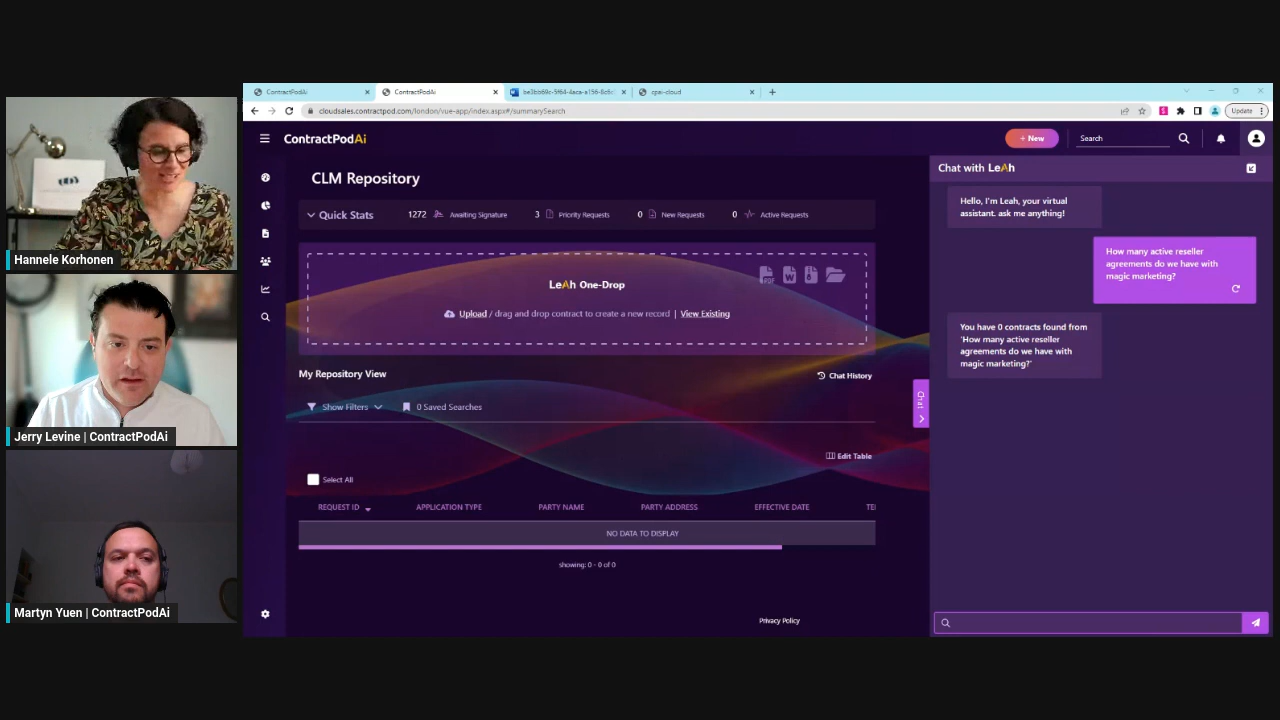 Hannele Korhonen
Jerry Levine | ContractPodAi
Martyn Yuen | ContractPodAi
ContractPodAi
ContractPodAi
cpai-cloud
cloudsales.contractpod.com/london/vue-app/index.aspx#/summarySearch
Update
ContractPodAi
+ New
Search
CLM Repository
Quick Stats
1272 Awaiting Signature
3 Priority Requests
0 New Requests
0 Active Requests
LeAh One-Drop
Upload / drag and drop contract to create a new record | View Existing
My Repository View
Chat History
Show Filters
0 Saved Searches
Edit Table
Select All
REQUEST ID APPLICATION TYPE PARTY NAME PARTY ADDRESS EFFECTIVE DATE
NO DATA TO DISPLAY
showing: 0 - 0 of 0
Privacy Policy
Chat
Chat with LeAh
Hello, I'm Leah, your virtual
assistant. ask me anything!
How many active reseller
agreements do we have with
magic marketing?
You have 0 contracts found from
'How many active reseller
agreements do we have with
magic marketing?'